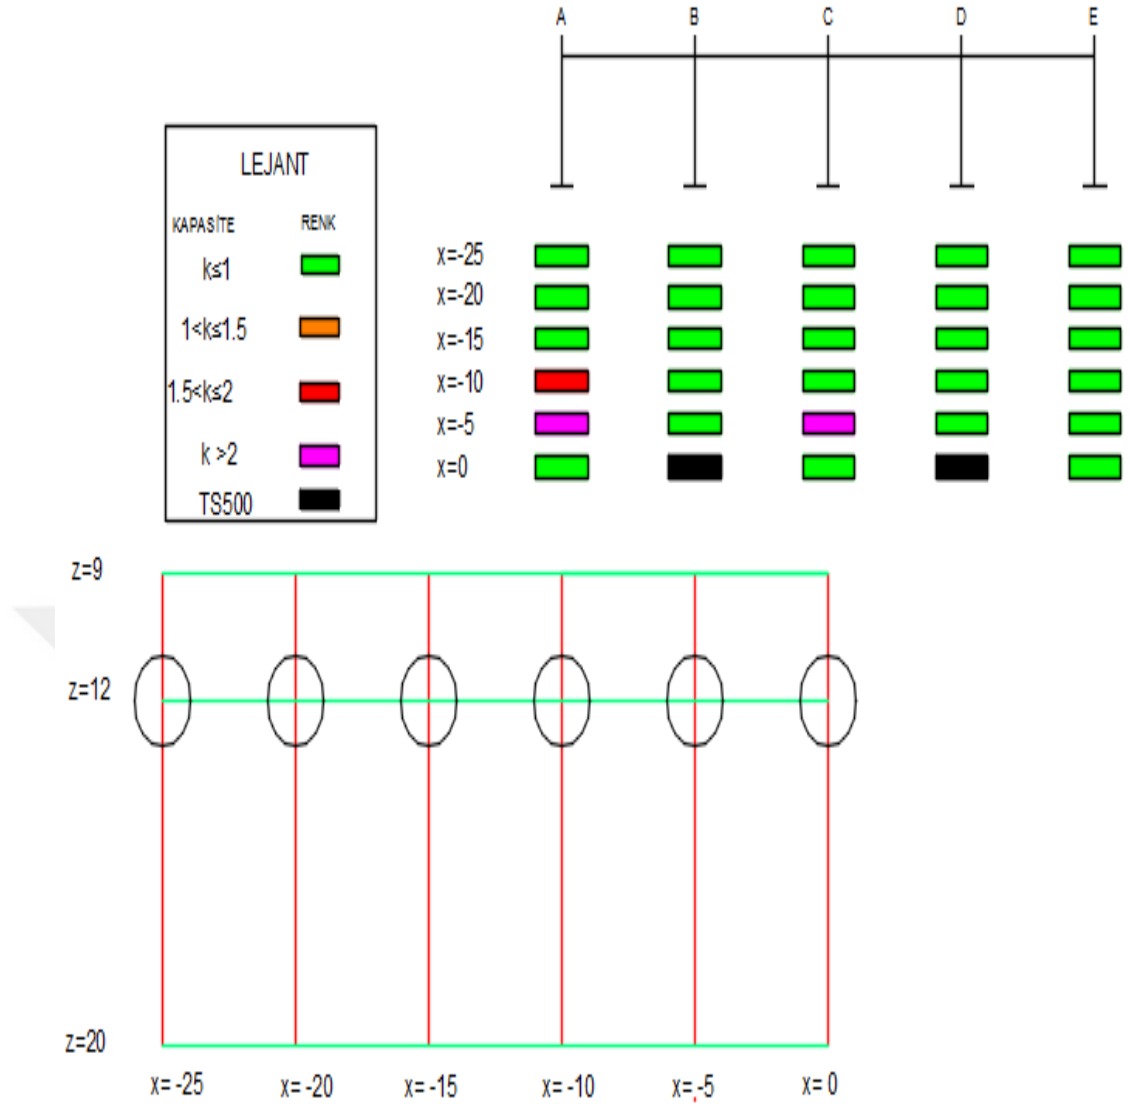 A B C D E
LEJANT
KAPASİTE RENK
k≤1
1<k≤1.5
1.5<k≤2
k >2
TS500
x=-25
x=-20
x=-15
x=-10
x=-5
x=0
z=9
z=12
z=20
x= -25 x= -20 x= -15 x= -10 x= -5 x= 0